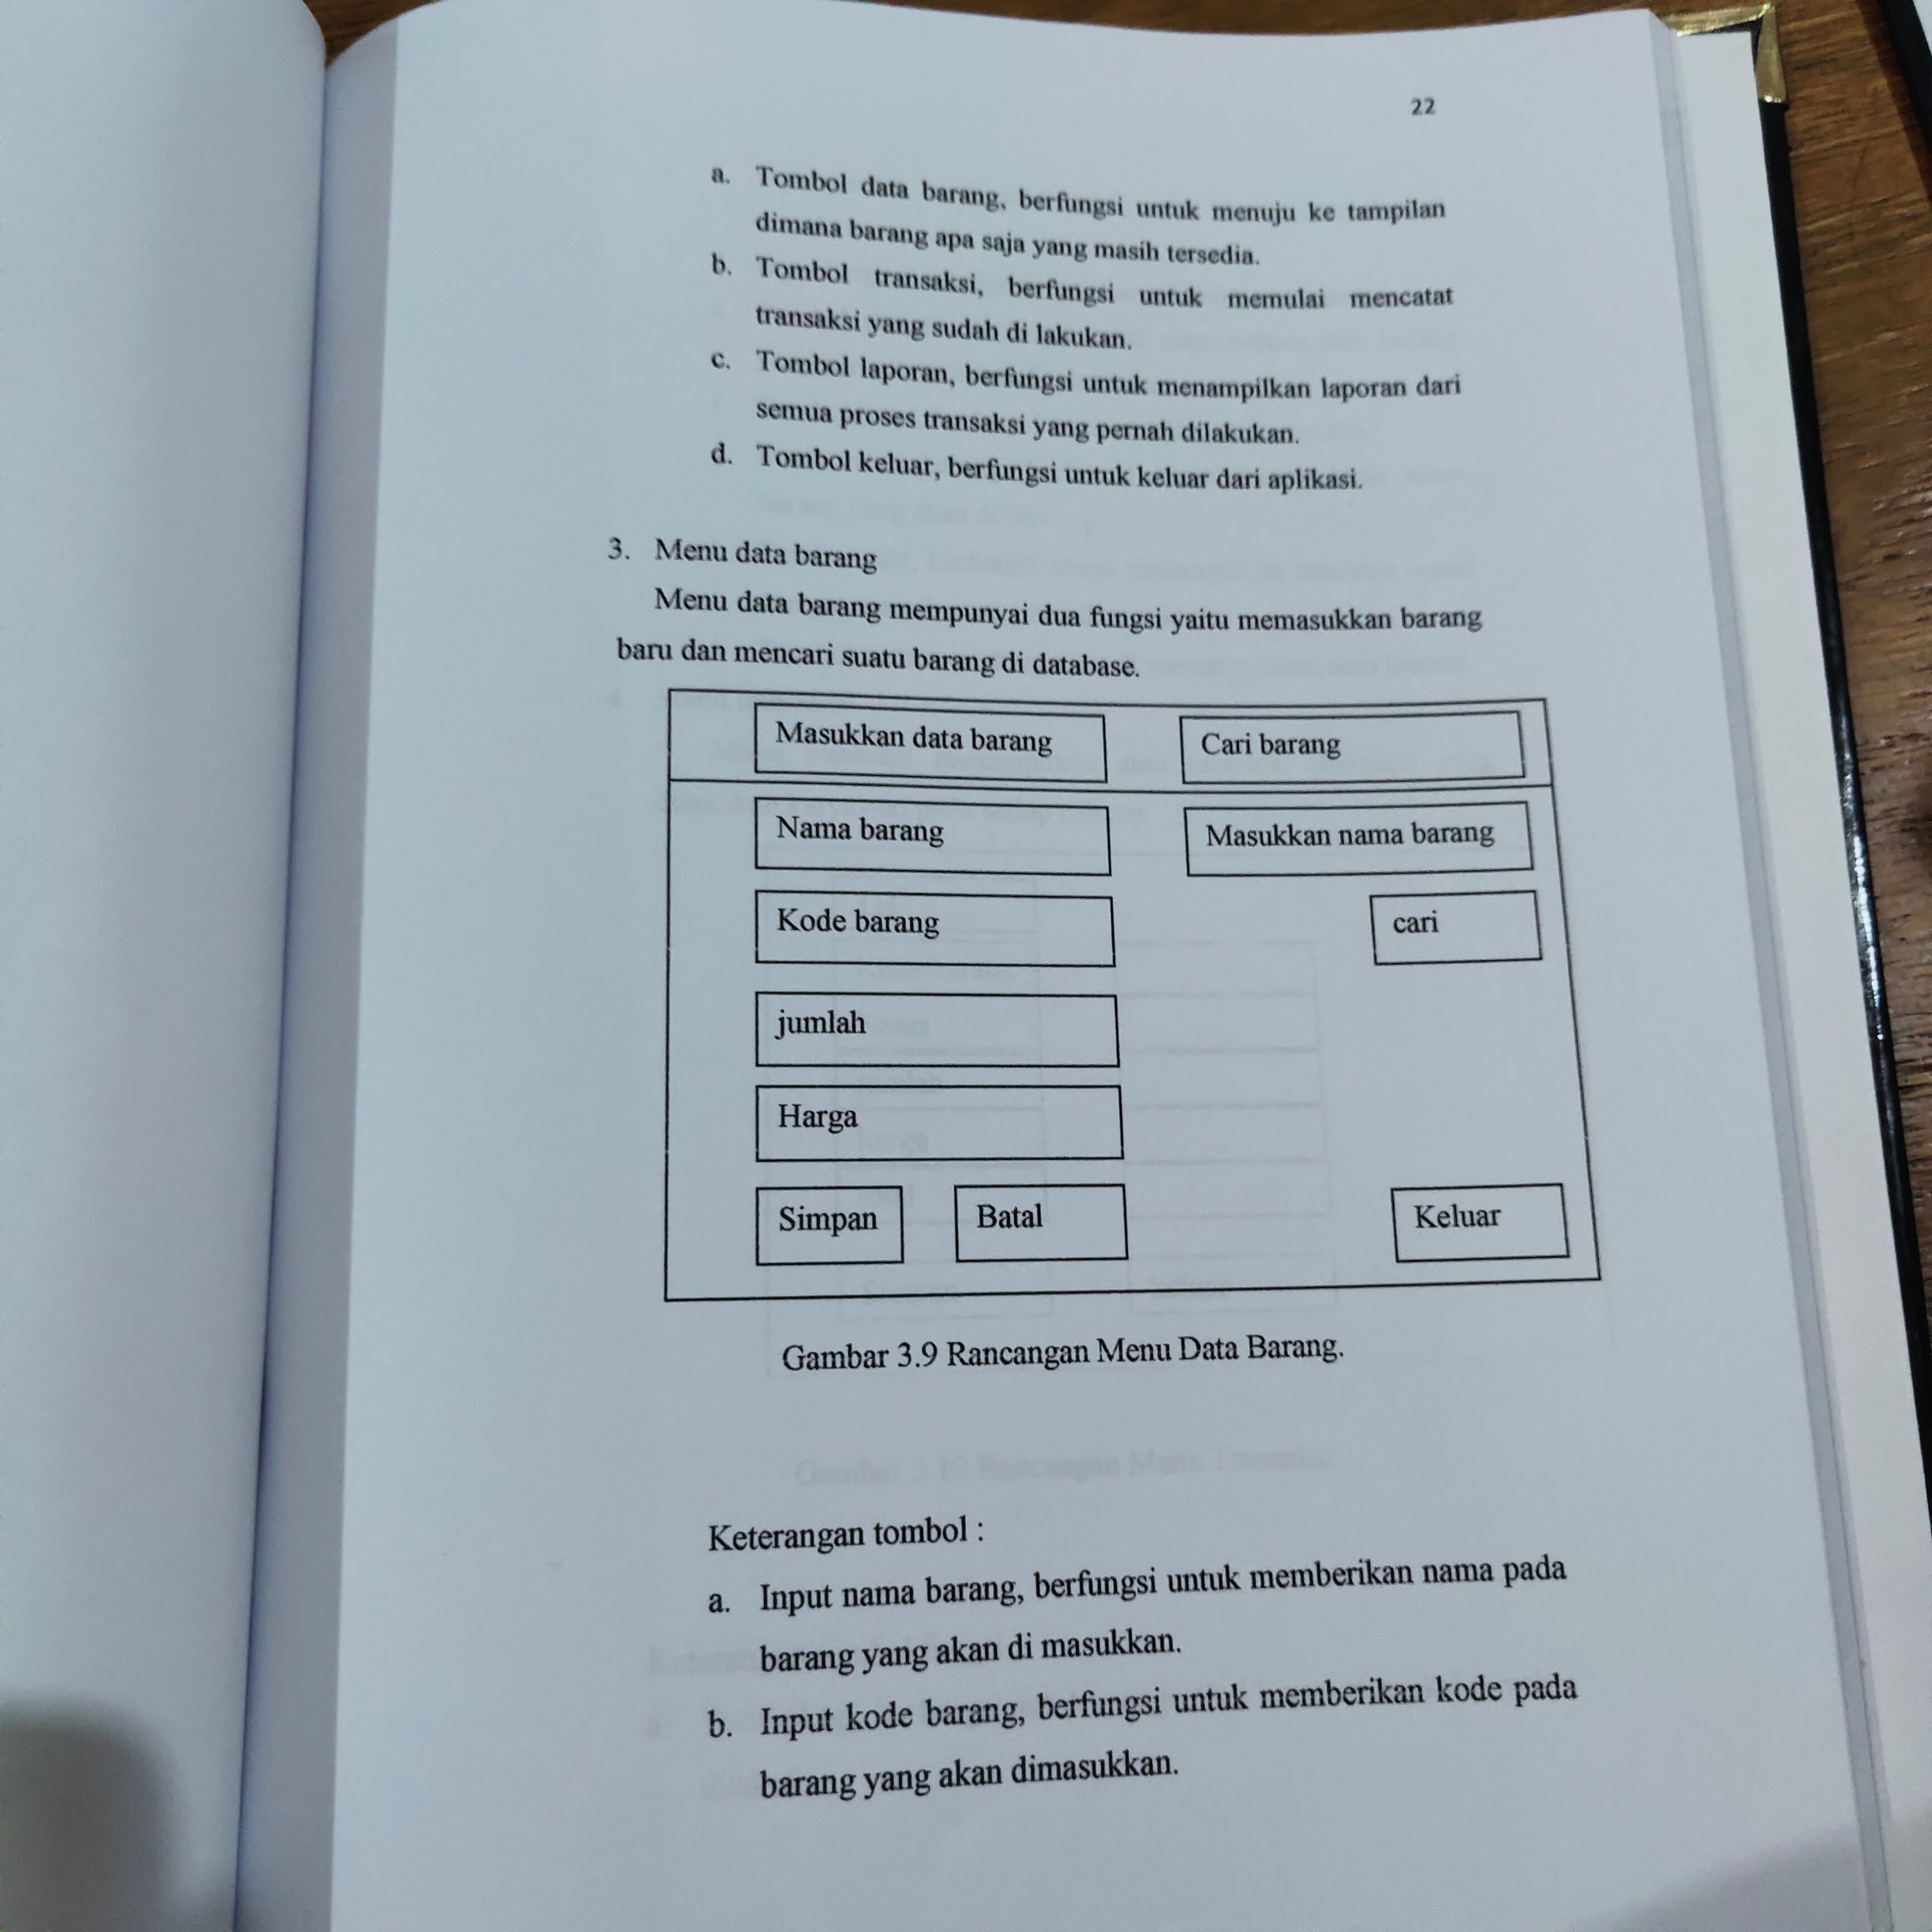 22
a. Tombol data barang, berfungsi untuk menuju ke tampilan
dimana barang apa saja yang masih tersedia.
b. Tombol transaksi, berfungsi untuk memulai mencatat
transaksi yang sudah di lakukan.
c. Tombol laporan, berfungsi untuk menampilkan laporan dari
semua proses transaksi yang pernah dilakukan.
d. Tombol keluar, berfungsi untuk keluar dari aplikasi.
3. Menu data barang
Menu data barang mempunyai dua fungsi yaitu memasukkan barang
baru dan mencari suatu barang di database.
Masukkan data barang
Cari barang
Nama barang
Masukkan nama barang
Kode barang
cari
jumlah
Harga
Simpan
Batal
Keluar
Gambar 3.9 Rancangan Menu Data Barang.
Keterangan tombol :
a. Input nama barang, berfungsi untuk memberikan nama pada
barang yang akan di masukkan.
b. Input kode barang, berfungsi untuk memberikan kode pada
barang yang akan dimasukkan.